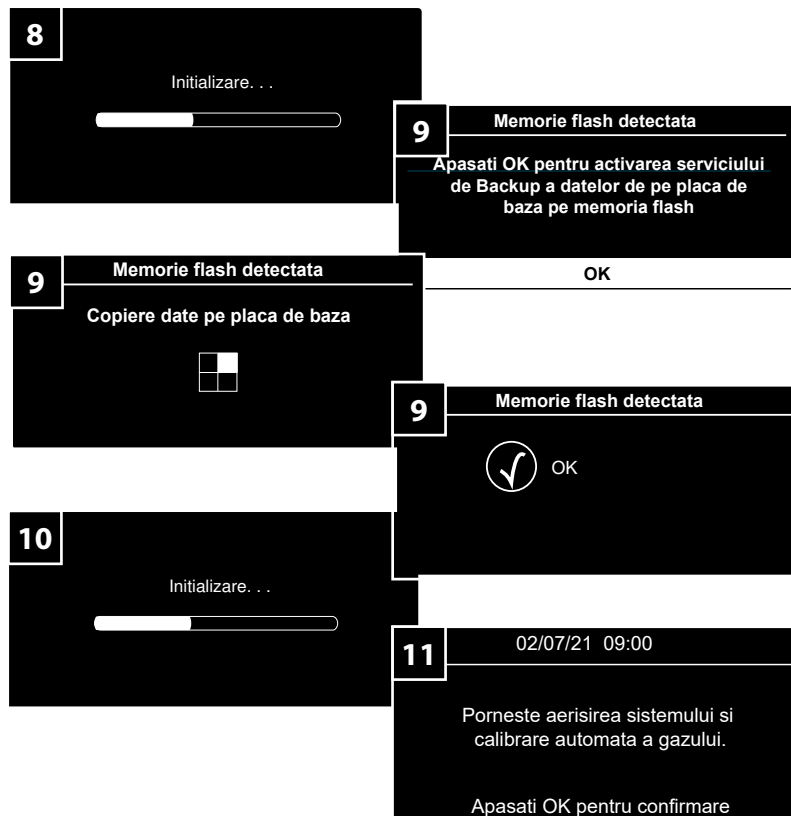 8
Initializare. . .
9
Memorie flash detectata
Apasati OK pentru activarea serviciului
de Backup a datelor de pe placa de
baza pe memoria flash
OK
9
Memorie flash detectata
Copiere date pe placa de baza
9
Memorie flash detectata
OK
10
Initializare. . .
11
02/07/21 09:00
Porneste aerisirea sistemului si
calibrare automata a gazului.
Apasati OK pentru confirmare